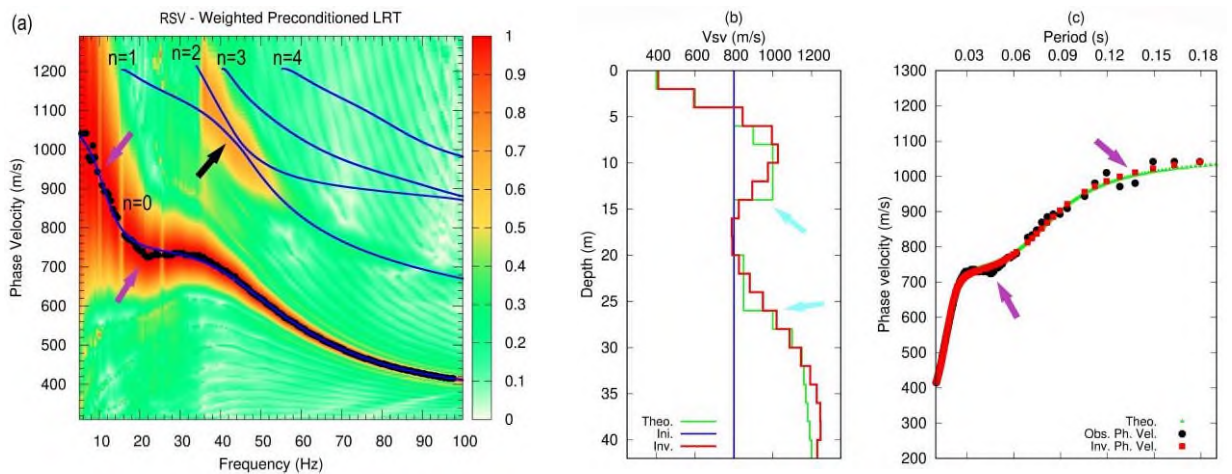 (a)
RSV - Weighted Preconditioned LRT
n=1
n=2
n=3
n=4
n=0
1200
1100
1000
900
800
700
600
500
400
Phase Velocity (m/s)
10 20 30 40 50 60 70 80 90 100
Frequency (Hz)
1
0.9
0.8
0.7
0.6
0.5
0.4
0.3
0.2
0.1
0
(b)
Vsv (m/s)
400 600 800 1000 1200
0
5
10
15
20
25
30
35
40
Depth (m)
Theo.
Ini.
Inv.
(c)
Period (s)
0.03 0.06 0.09 0.12 0.15 0.18
1300
1200
1100
1000
900
800
700
600
500
400
300
200
Phase velocity (m/s)
Theo.
Obs. Ph. Vel.
Inv. Ph. Vel.